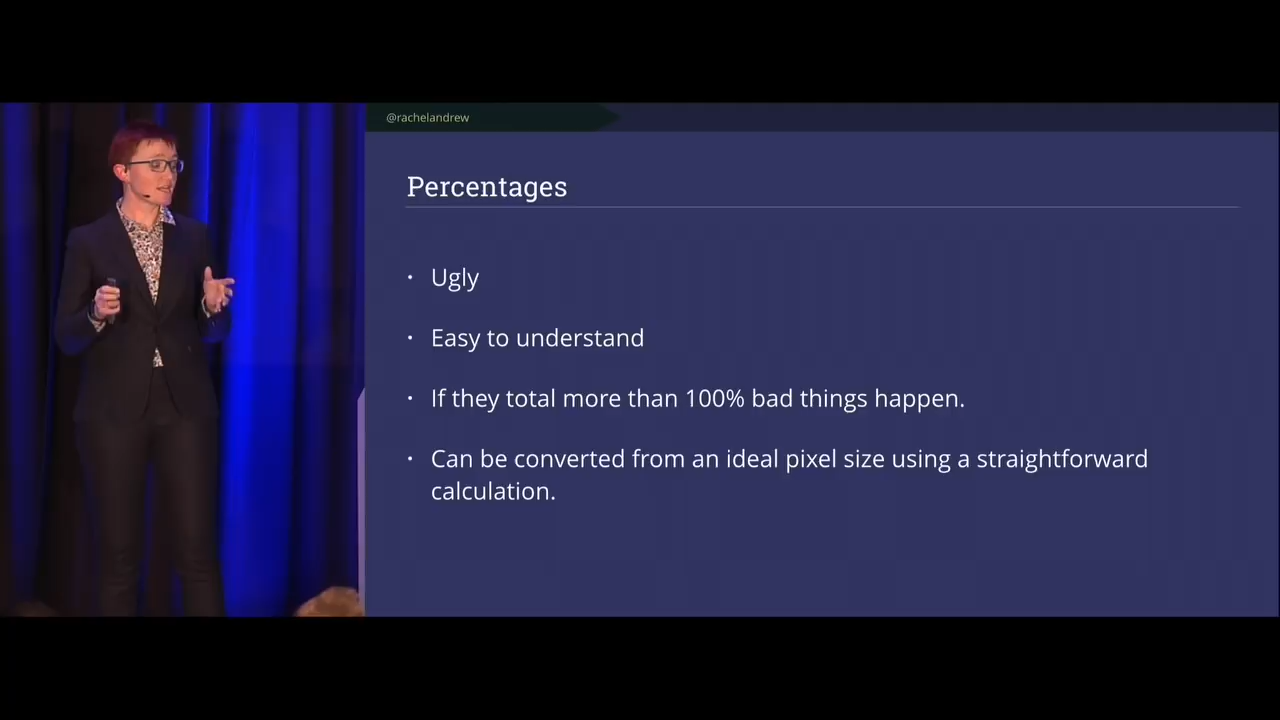 @rachelandrew
Percentages
• Ugly
• Easy to understand
• If they total more than 100% bad things happen.
• Can be converted from an ideal pixel size using a straightforward
calculation.